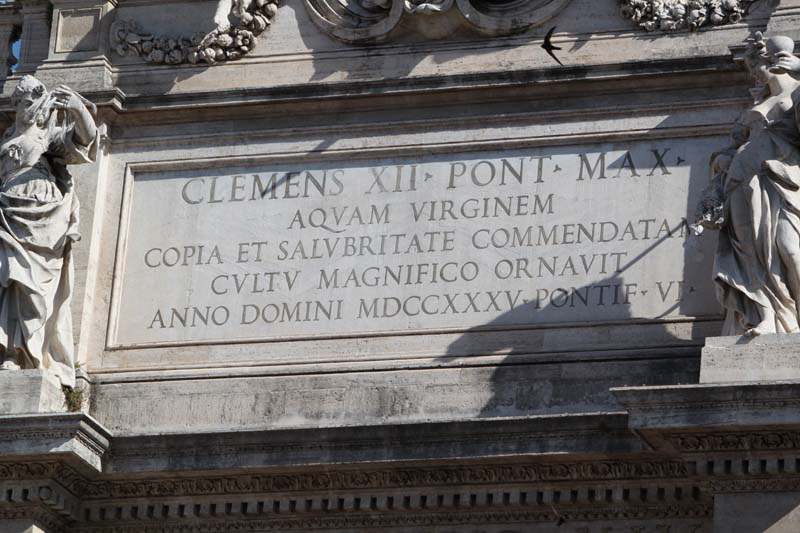 CLEMENS XII · PONT · MAX ·
AQVAM VIRGINEM
COPIA ET SALVBRITATE COMMENDATAM
CVLTV MAGNIFICO ORNAVIT
ANNO DOMINI MDCCXXXV · PONTIF · VI ·